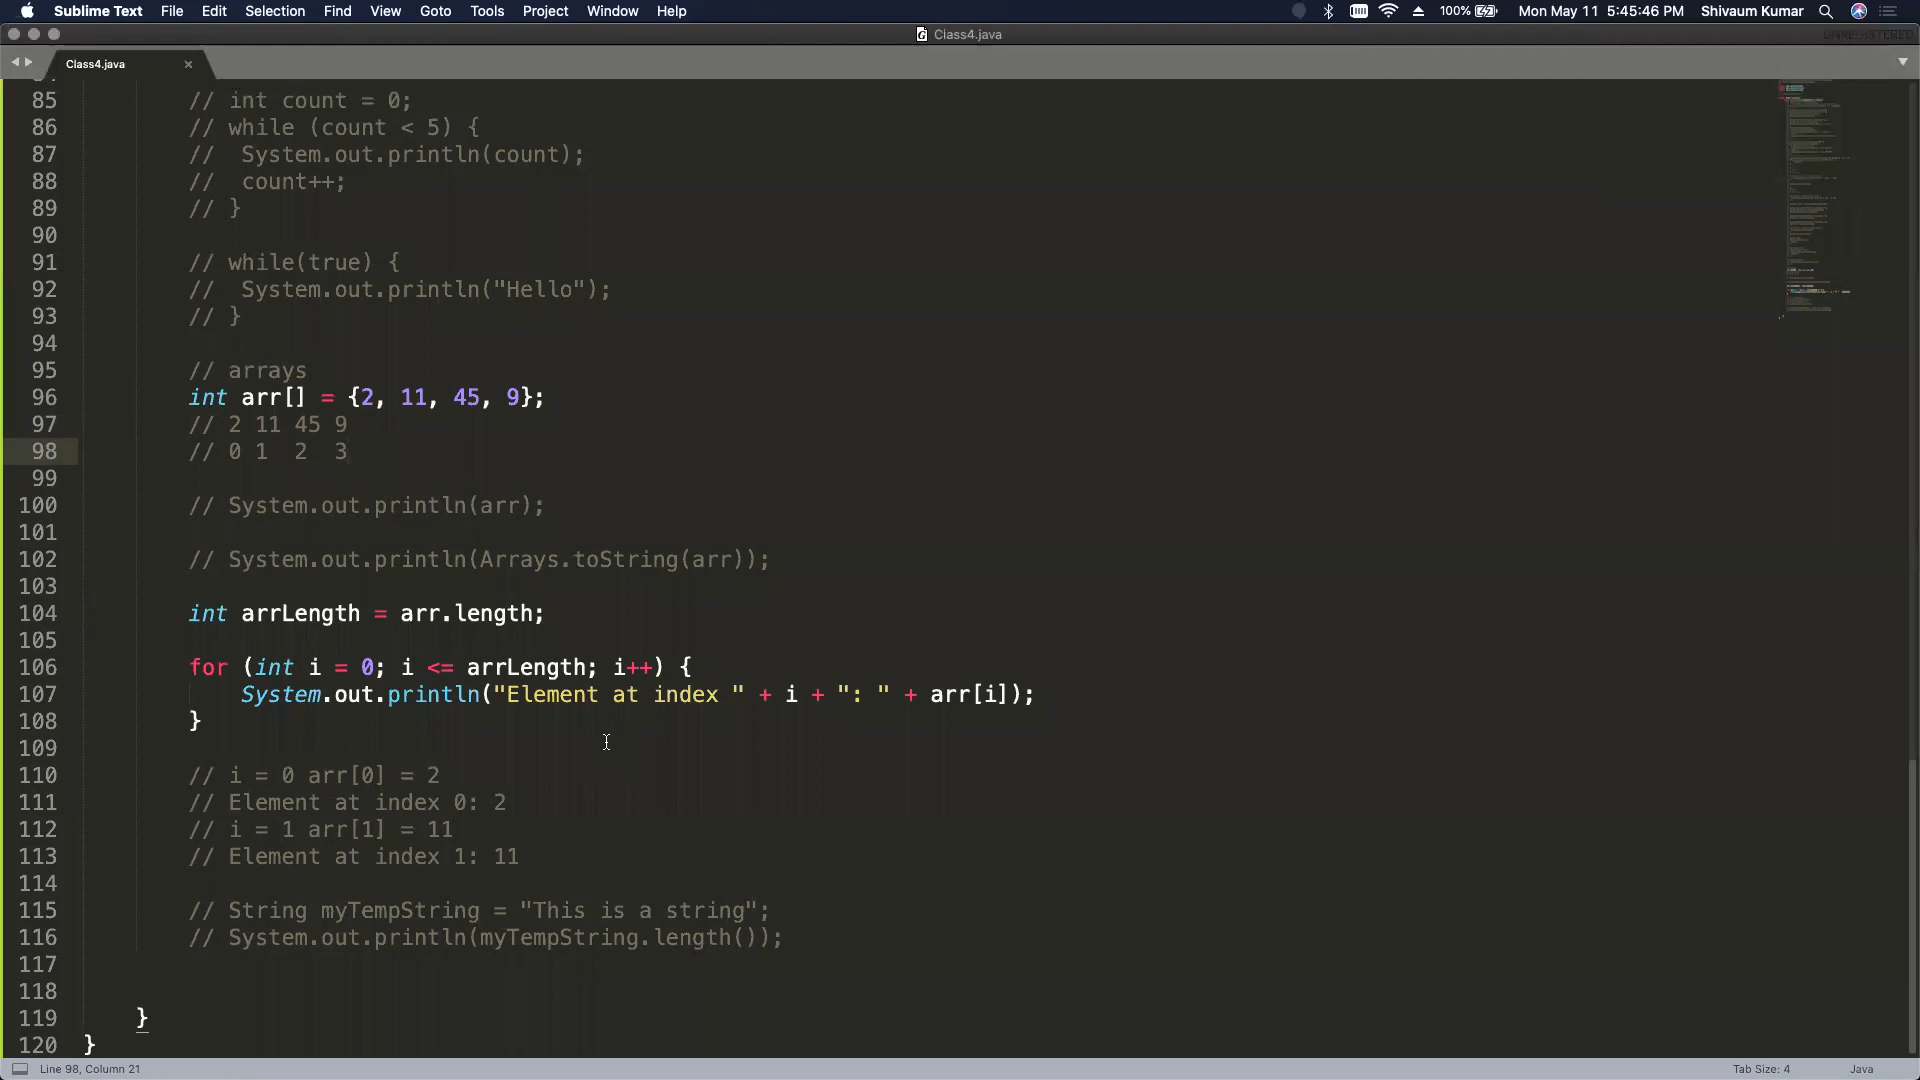 Sublime Text File Edit Selection Find View Goto Tools Project Window Help 100% Mon May 11 5:45:46 PM Shivaum Kumar
Class4.java
UNREGISTERED
Class4.java
85 // int count = 0;
86 // while (count < 5) {
87 //  System.out.println(count);
88 //  count++;
89 // }
90
91 // while(true) {
92 //  System.out.println("Hello");
93 // }
94
95 // arrays
96 int arr[] = {2, 11, 45, 9};
97 // 2 11 45 9
98 // 0 1  2  3
99
100 // System.out.println(arr);
101
102 // System.out.println(Arrays.toString(arr));
103
104 int arrLength = arr.length;
105
106 for (int i = 0; i <= arrLength; i++) {
107     System.out.println("Element at index " + i + ": " + arr[i]);
108 }
109
110 // i = 0 arr[0] = 2
111 // Element at index 0: 2
112 // i = 1 arr[1] = 11
113 // Element at index 1: 11
114
115 // String myTempString = "This is a string";
116 // System.out.println(myTempString.length());
117
118
119 }
120 }
Line 98, Column 21 Tab Size: 4 Java